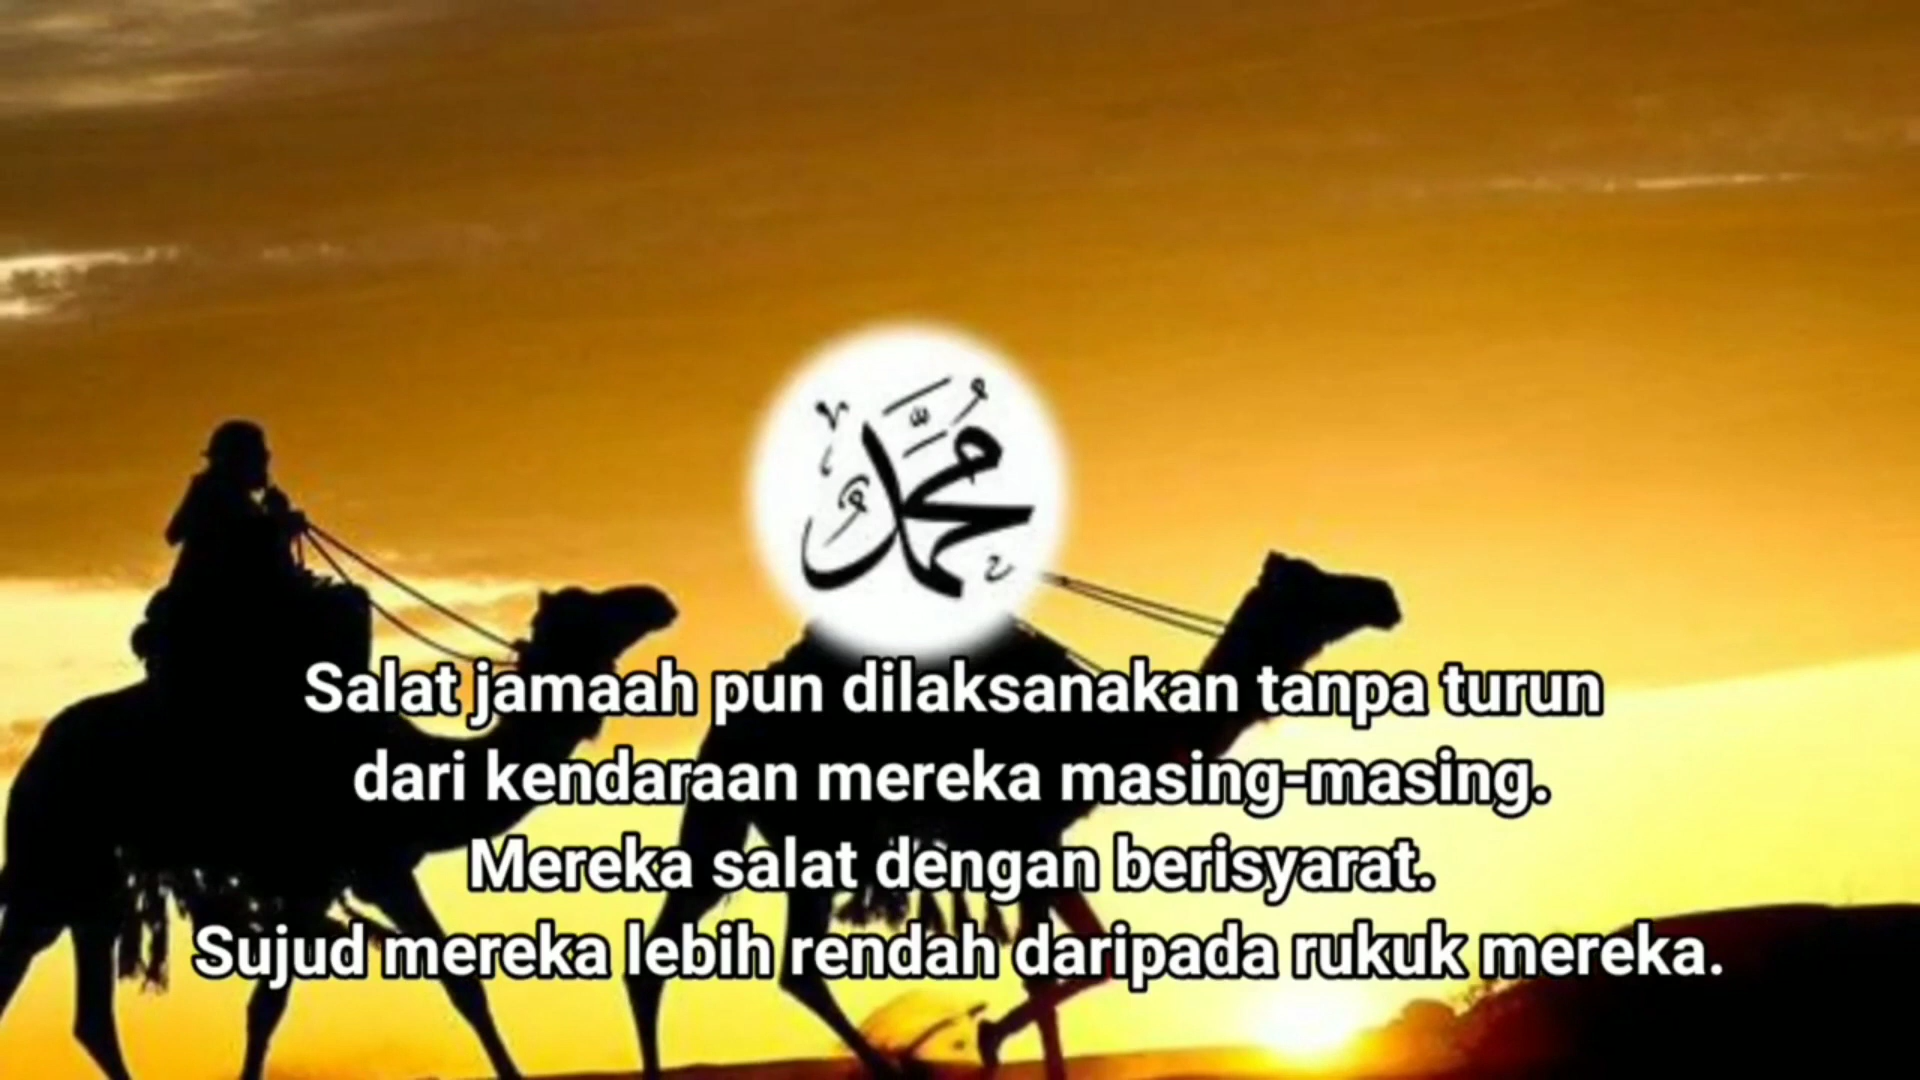 مُحَمَّد
Salat jamaah pun dilaksanakan tanpa turun
dari kendaraan mereka masing-masing.
Mereka salat dengan berisyarat.
Sujud mereka lebih rendah daripada rukuk mereka.